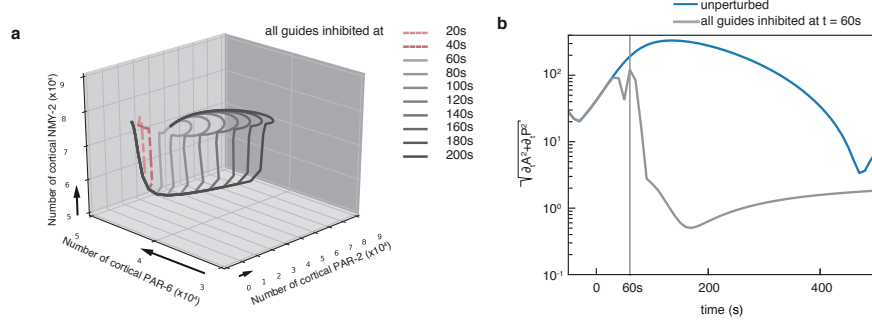 a
all guides inhibited at
20s
40s
60s
80s
100s
120s
140s
160s
180s
200s
Number of cortical NMY-2 (x10⁴)
9
8
7
6
5
Number of cortical PAR-6 (x10⁴)
5
4
3
Number of cortical PAR-2 (x10⁴)
0
1
2
3
4
5
6
7
8
9
b
unperturbed
all guides inhibited at t = 60s
√∂ₜA²+∂ₜP²
10²
10¹
10⁰
10⁻¹
0
60s
200
400
time (s)